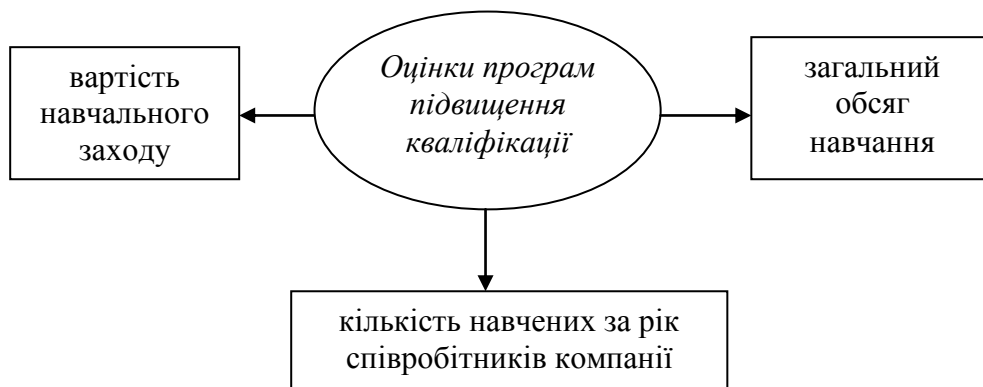 вартість
навчального
заходу
Оцінки програм
підвищення
кваліфікації
загальний
обсяг
навчання
кількість навчених за рік
співробітників компанії